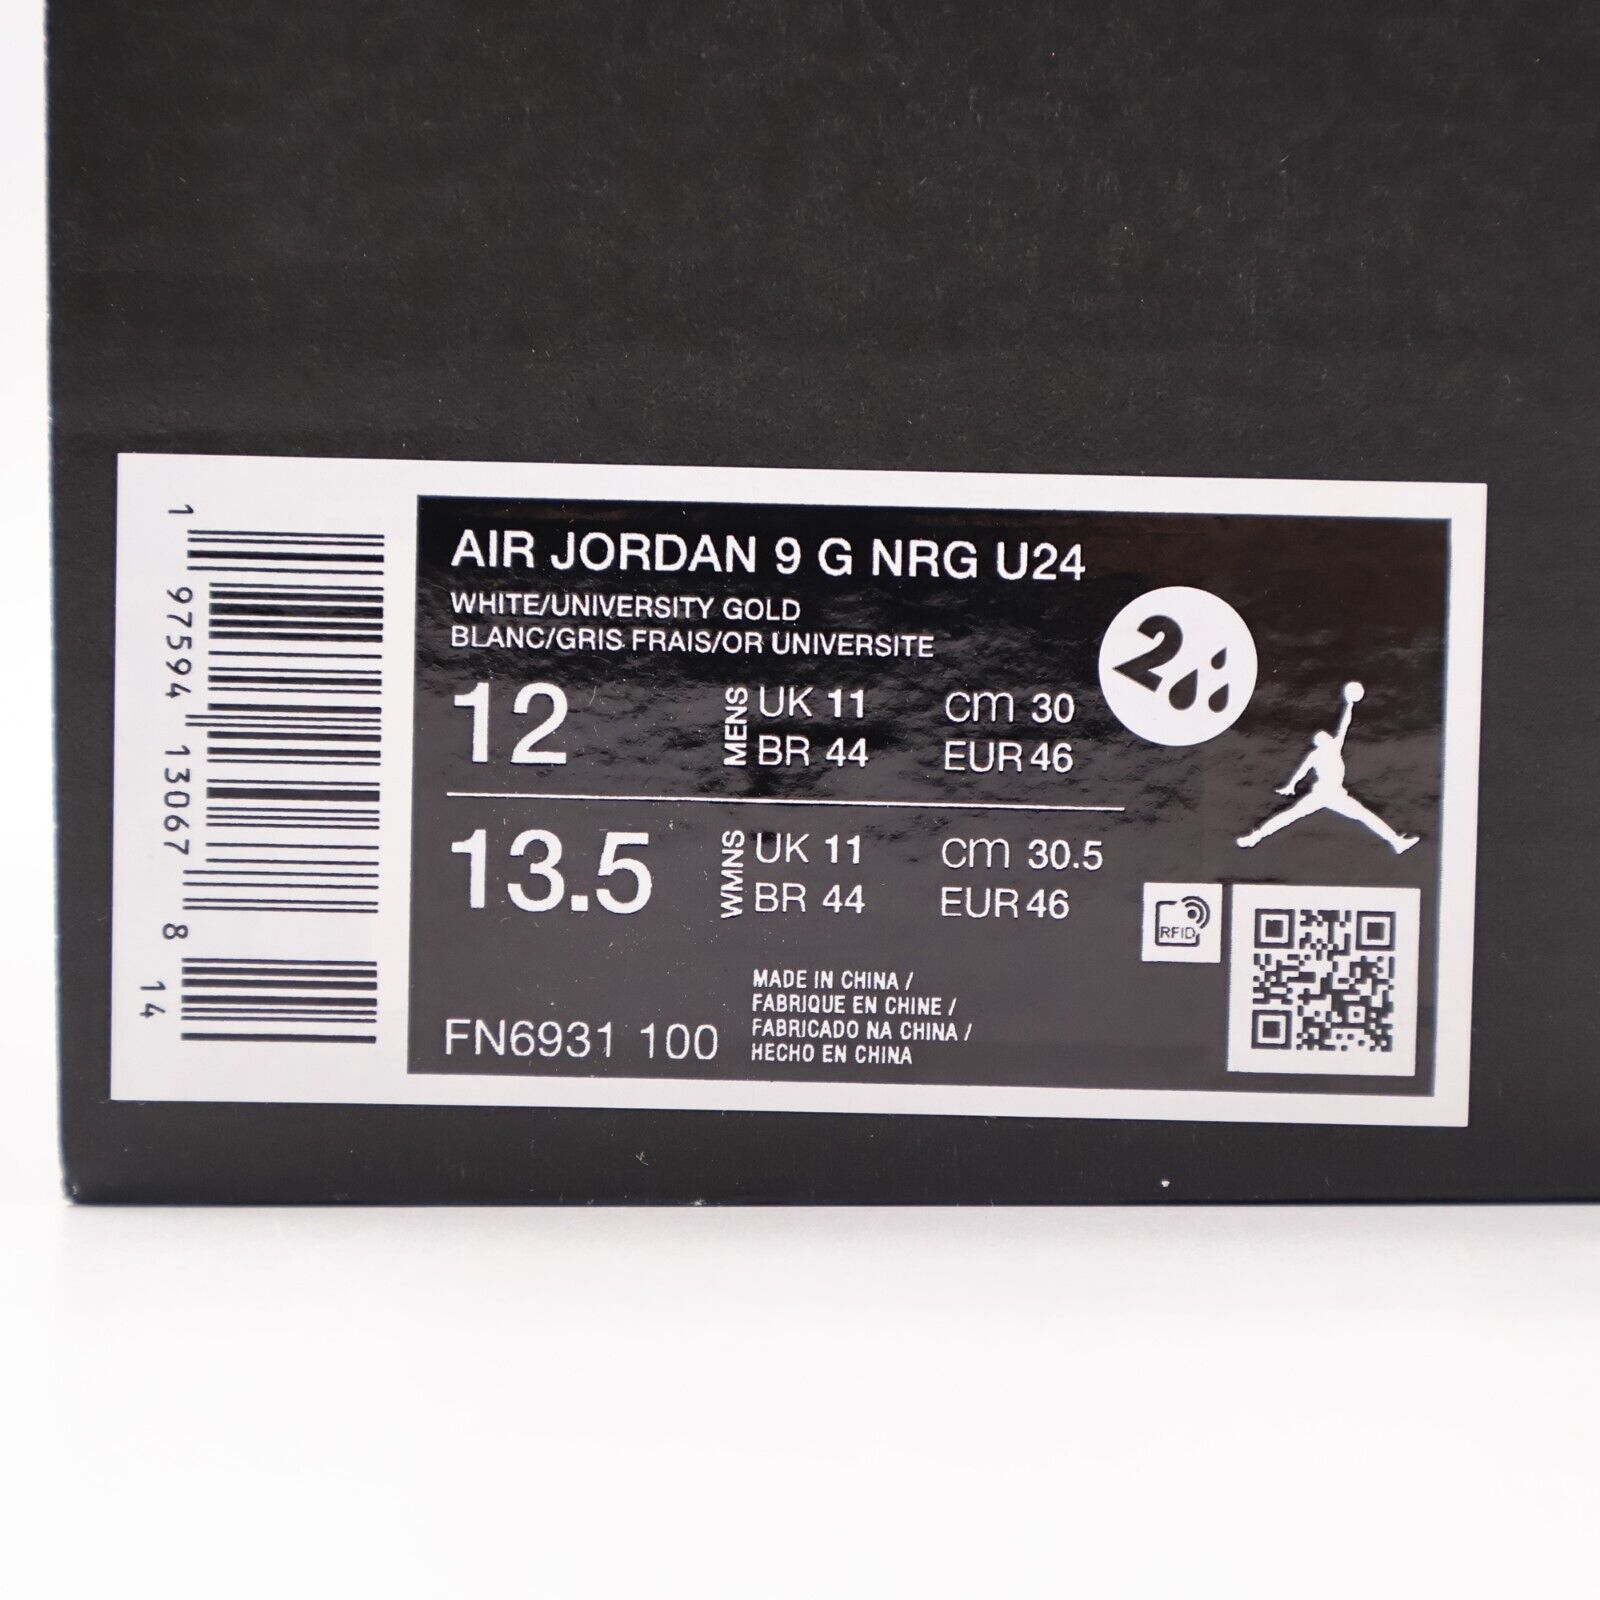 AIR JORDAN 9 G NRG U24
WHITE/UNIVERSITY GOLD
BLANC/GRIS FRAIS/OR UNIVERSITE
12 MENS UK 11 cm 30
BR 44 EUR 46
13.5 WMNS UK 11 cm 30.5
BR 44 EUR 46
RFID
FN6931 100
MADE IN CHINA /
FABRIQUE EN CHINE /
FABRICADO NA CHINA /
HECHO EN CHINA
1 97594 13067 8
14
2